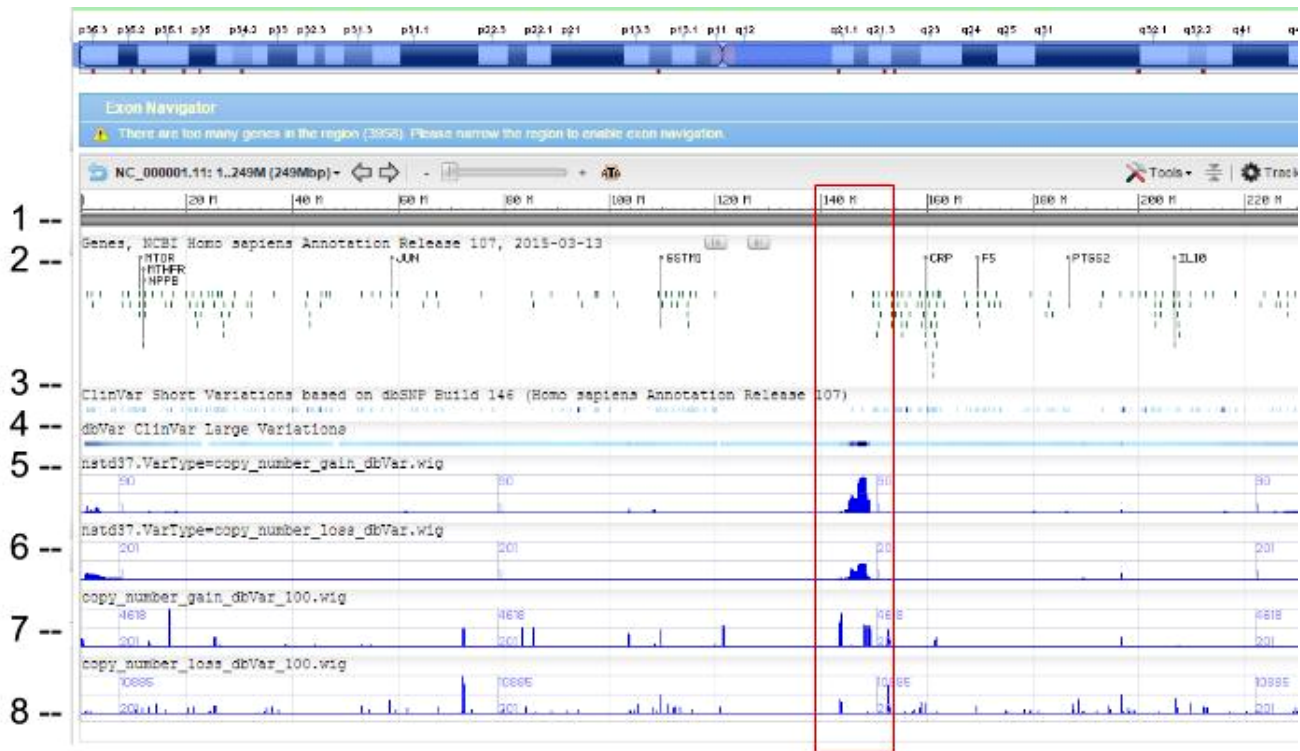 p36.3 p35.2 p35.1 p35 p34.2 p33 p32.3 p31.3 p31.1 p22.3 p22.1 p21 p13.3 p13.1 p11 q12 q21.1 q21.3 q23 q24 q25 q31 q32.1 q32.2 q41
Exon Navigator
There are too many genes in the region (3958). Please narrow the region to enable exon navigation.
NC_000001.11: 1..249M (249Mbp) - + ATG Tools Track
1 --
20 M 40 M 60 M 80 M 100 M 120 M 140 M 160 M 180 M 200 M 220 M
Genes, NCBI Homo sapiens Annotation Release 107, 2015-03-13
2 --
MTOR JUN GSTM1 CRP F5 PTGS2 IL10
MTHFR
NPPB
3 --
ClinVar Short Variations based on dbSNP Build 146 (Homo sapiens Annotation Release 107)
4 --
dbVar ClinVar Large Variations
5 --
nstd37.VarType=copy_number_gain_dbVar.wig
90 90 90 90
nstd37.VarType=copy_number_loss_dbVar.wig
6 --
201 201 201 201
copy_number_gain_dbVar_100.wig
7 --
4618 4618 4618 4618
201 201 201 201
copy_number_loss_dbVar_100.wig
10885 10885 10885 10885
8 --
201 201 201